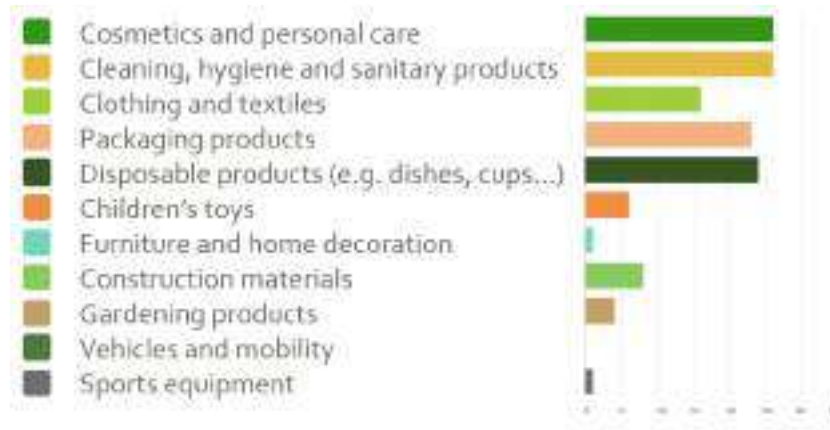 Cosmetics and personal care
Cleaning, hygiene and sanitary products
Clothing and textiles
Packaging products
Disposable products (e.g. dishes, cups...)
Children's toys
Furniture and home decoration
Construction materials
Gardening products
Vehicles and mobility
Sports equipment